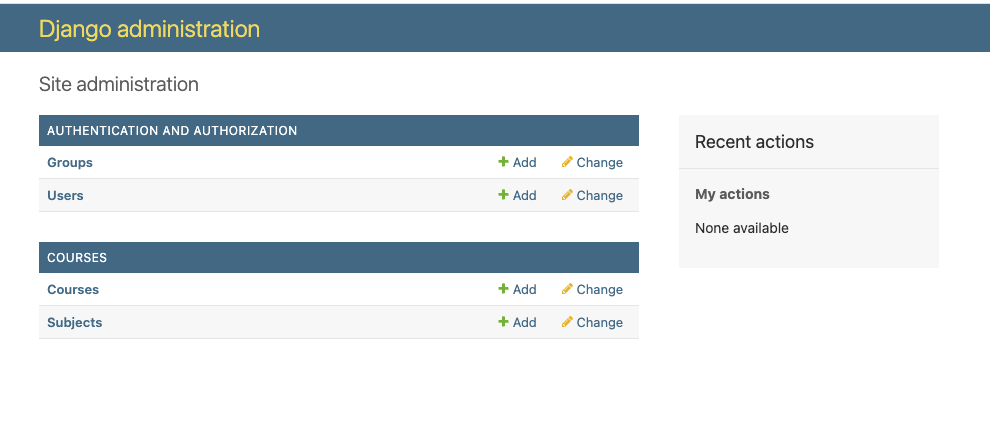 Django administration
Site administration
AUTHENTICATION AND AUTHORIZATION
Groups Add Change
Users Add Change
COURSES
Courses Add Change
Subjects Add Change
Recent actions
My actions
None available